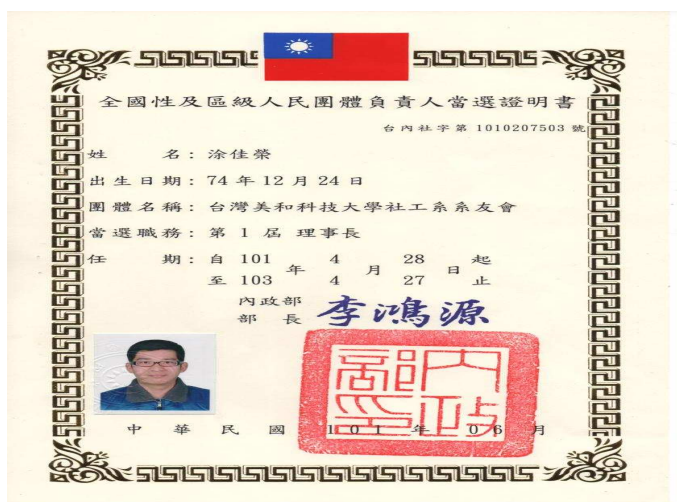 全國性及區級人民團體負責人當選證明書
台內社字第 1010207503 號
姓 名：涂佳榮
出生日期：74 年 12 月 24 日
團體名稱：台灣美和科技大學社工系系友會
當選職務：第 1 屆 理事長
任 期：自 101 年 4 月 28 日 起
至 103 年 4 月 27 日 止
內政部
部 長 李鴻源
內政部印
中 華 民 國 101 年 06 月